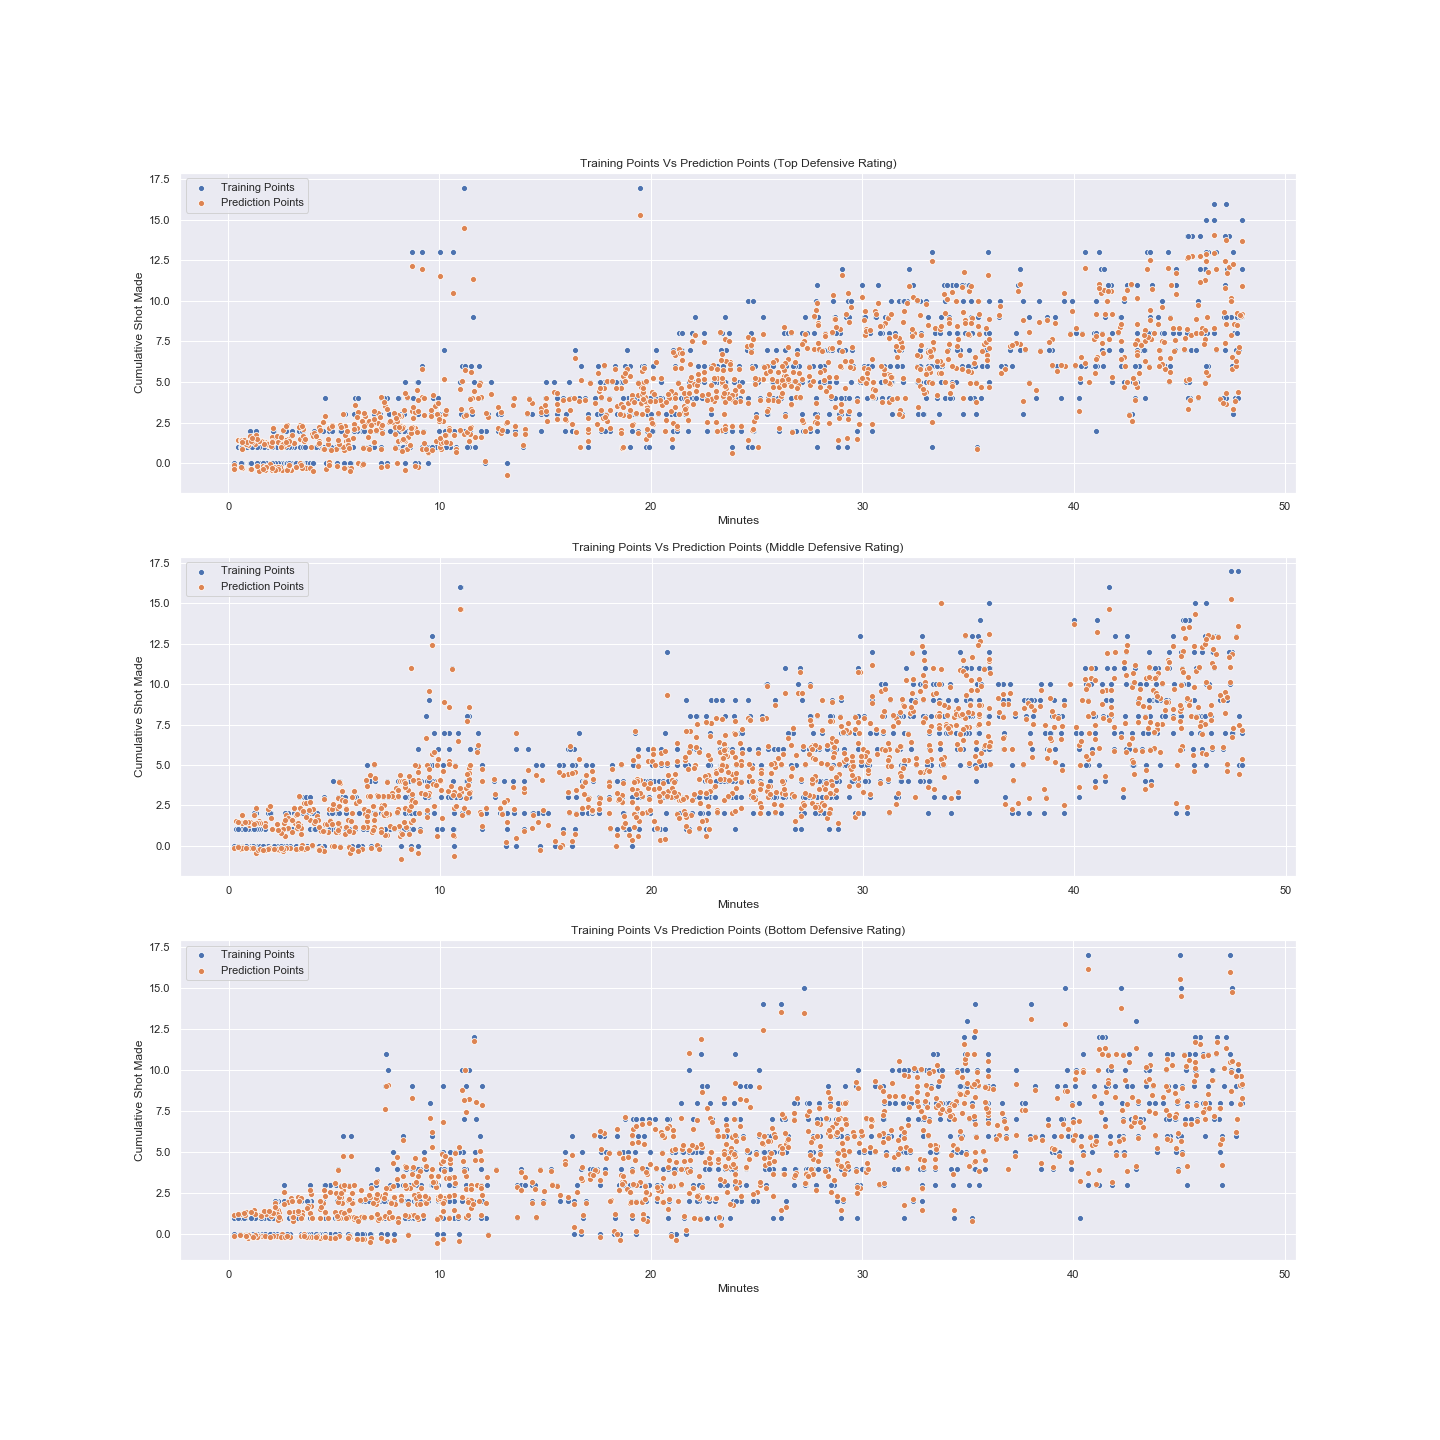 Training Points Vs Prediction Points (Top Defensive Rating)
17.5
15.0
12.5
10.0
7.5
5.0
2.5
0.0
Cumulative Shot Made
Training Points
Prediction Points
0 10 20 30 40 50
Minutes
Training Points Vs Prediction Points (Middle Defensive Rating)
17.5
15.0
12.5
10.0
7.5
5.0
2.5
0.0
Cumulative Shot Made
Training Points
Prediction Points
0 10 20 30 40 50
Minutes
Training Points Vs Prediction Points (Bottom Defensive Rating)
17.5
15.0
12.5
10.0
7.5
5.0
2.5
0.0
Cumulative Shot Made
Training Points
Prediction Points
0 10 20 30 40 50
Minutes